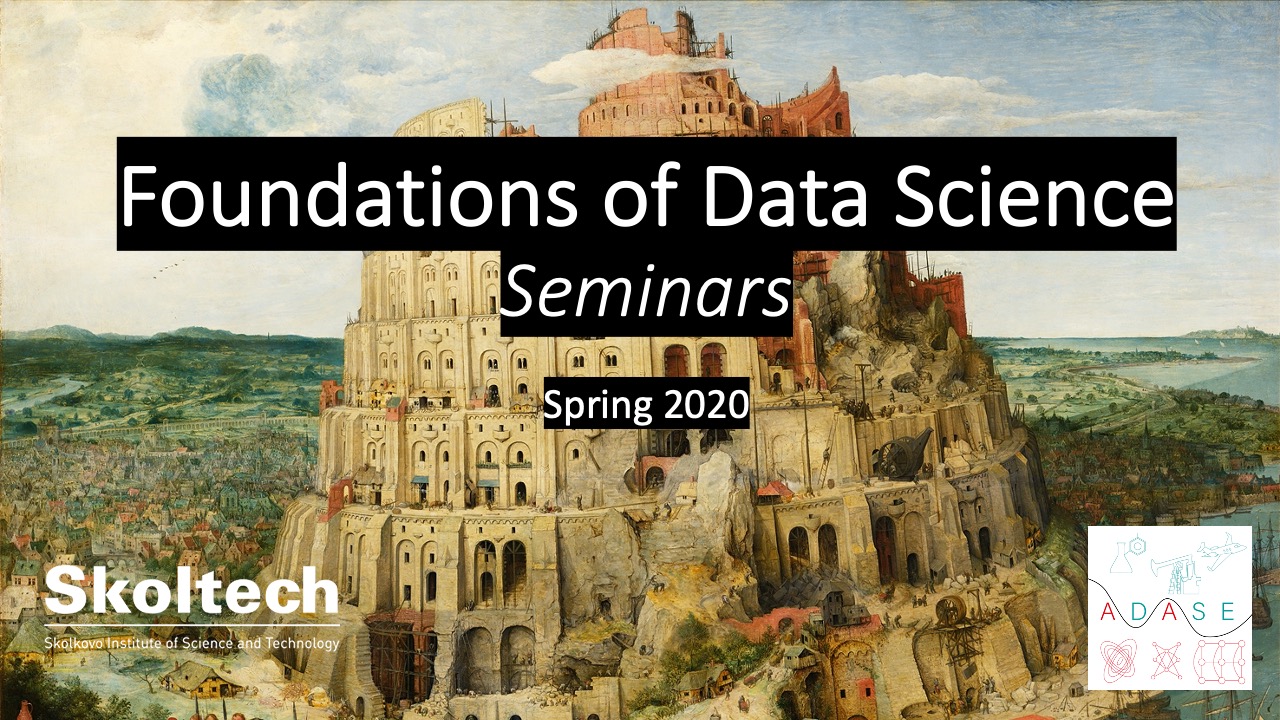 Foundations of Data Science
Seminars
Spring 2020
Skoltech
Skolkovo Institute of Science and Technology
ADASE